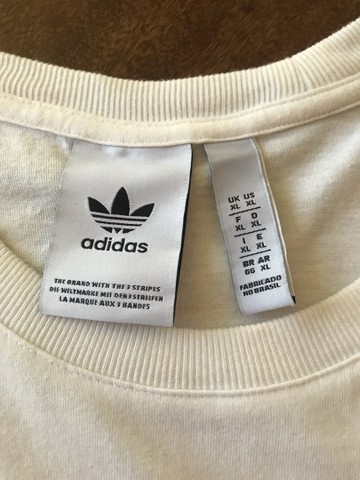 adidas
THE BRAND WITH THE 3 STRIPES
DIE WELTMARKE MIT DEN 3 STREIFEN
LA MARQUE AUX 3 BANDES
UK US
XL XL
F D
XL XL
I E
XL XL
BR AR
GG XL
FABRICADO
NO BRASIL